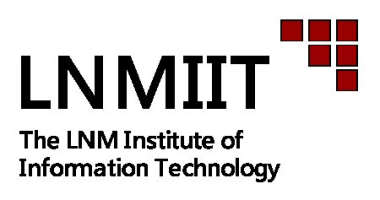 LNMIIT
The LNM Institute of
Information Technology